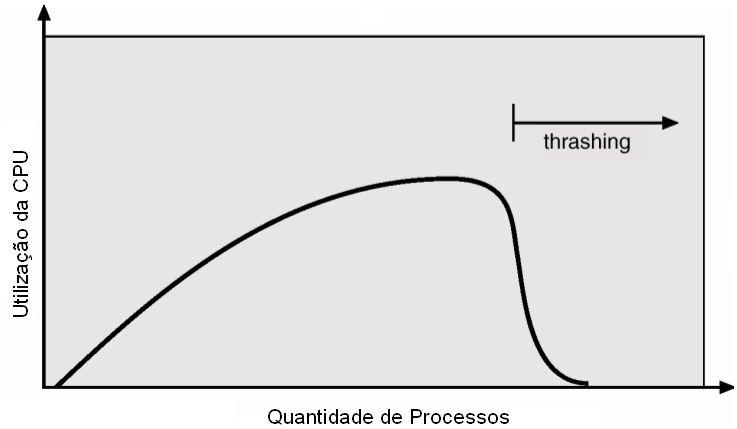 Utilização da CPU
thrashing
Quantidade de Processos